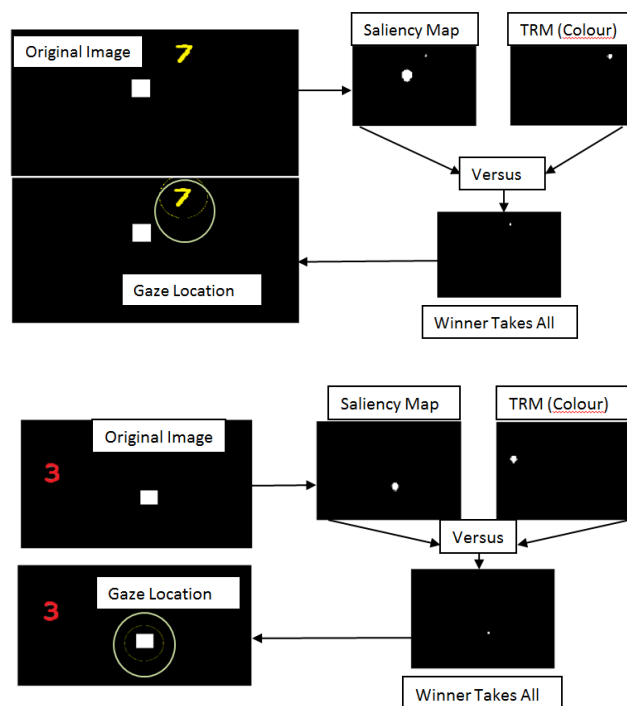 Saliency Map
TRM (Colour)
Original Image
7
Versus
7
Gaze Location
Winner Takes All
Saliency Map
TRM (Colour)
Original Image
3
Versus
Gaze Location
3
Winner Takes All